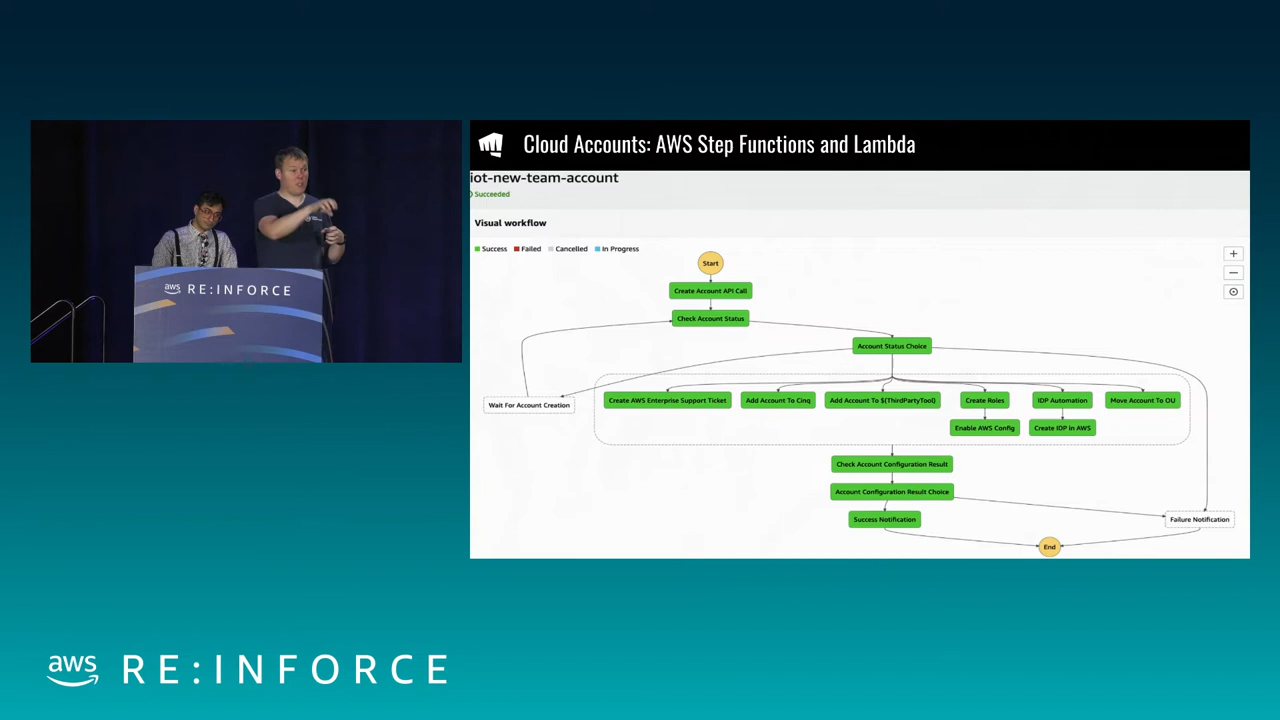 Cloud Accounts: AWS Step Functions and Lambda
iot-new-team-account
Succeeded
Visual workflow
Success Failed Cancelled In Progress
Start
Create Account API Call
Check Account Status
Account Status Choice
Wait For Account Creation
Create AWS Enterprise Support Ticket
Add Account To Cinq
Add Account To ${ThirdPartyTool}
Create Roles
IDP Automation
Move Account To OU
Enable AWS Config
Create IDP In AWS
Check Account Configuration Result
Account Configuration Result Choice
Success Notification
Failure Notification
End
aws RE:INFORCE
aws RE:INFORCE